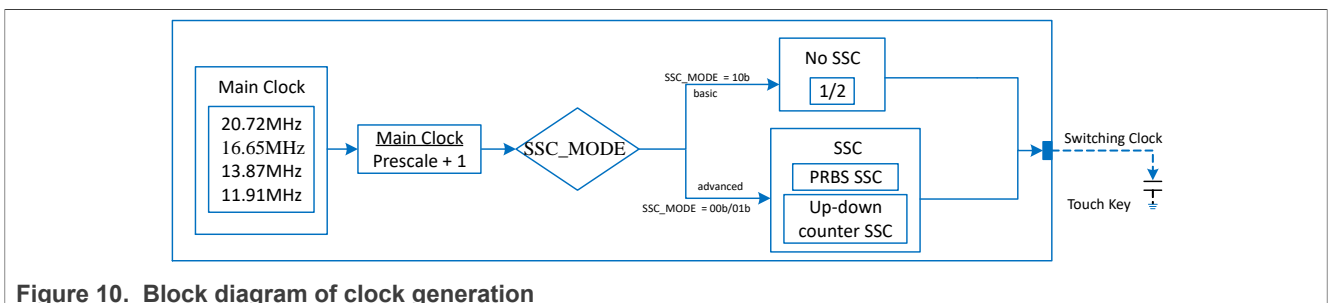 Main Clock
20.72MHz
16.65MHz
13.87MHz
11.91MHz
Main Clock
Prescale + 1
SSC_MODE
SSC_MODE = 10b
basic
No SSC
1/2
advanced
SSC_MODE = 00b/01b
SSC
PRBS SSC
Up-down
counter SSC
Switching Clock
Touch Key
Figure 10. Block diagram of clock generation